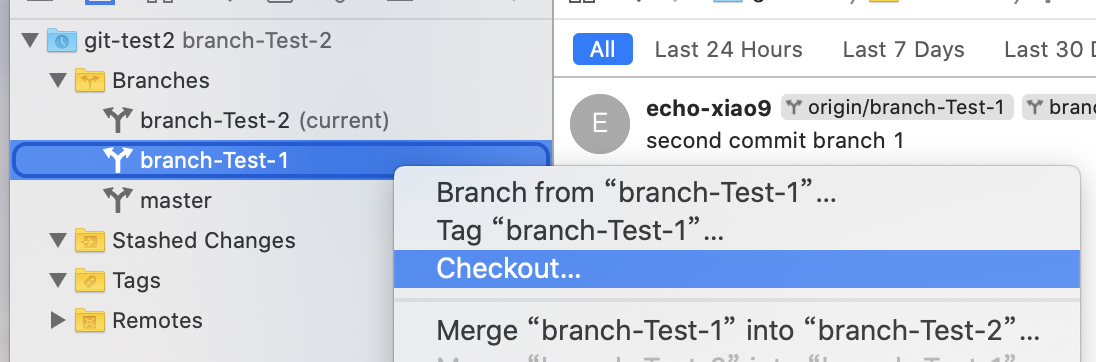 git-test2 branch-Test-2
Branches
branch-Test-2 (current)
branch-Test-1
master
Stashed Changes
Tags
Remotes
All Last 24 Hours Last 7 Days Last 30
E
echo-xiao9 origin/branch-Test-1
second commit branch 1
Branch from “branch-Test-1”...
Tag “branch-Test-1”...
Checkout...
Merge “branch-Test-1” into “branch-Test-2”...